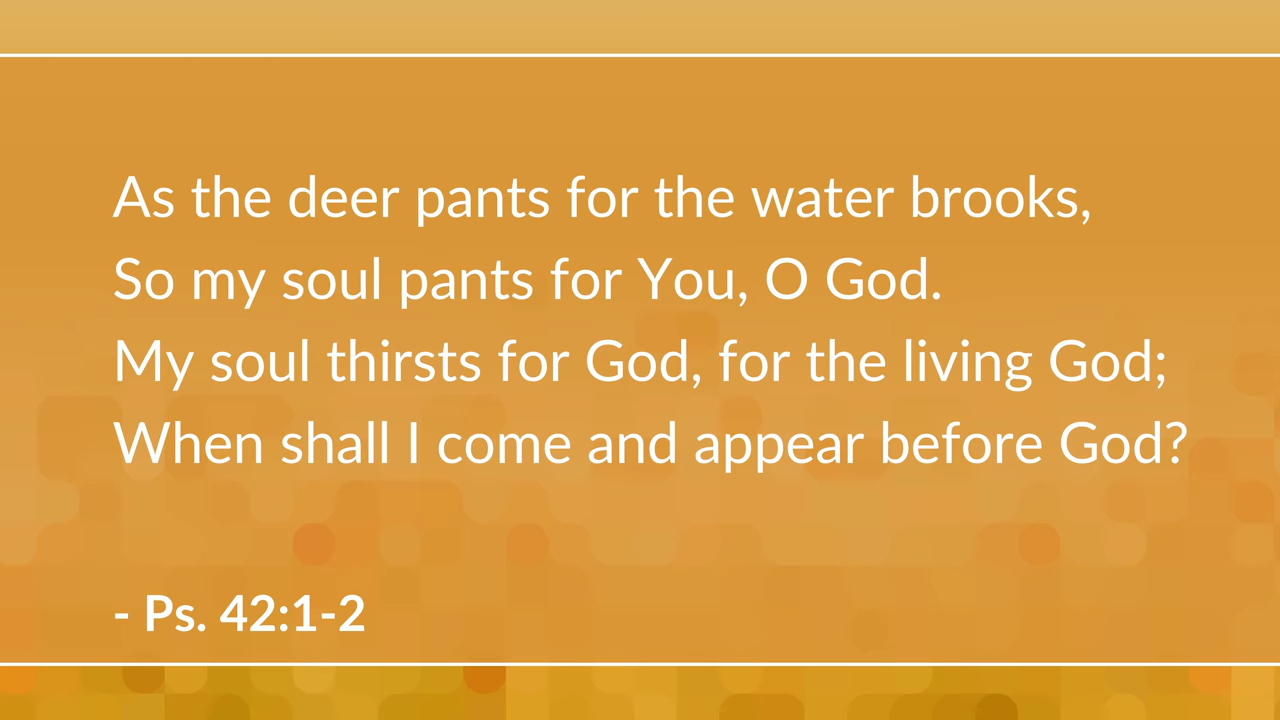 As the deer pants for the water brooks,
So my soul pants for You, O God.
My soul thirsts for God, for the living God;
When shall I come and appear before God?
- Ps. 42:1-2